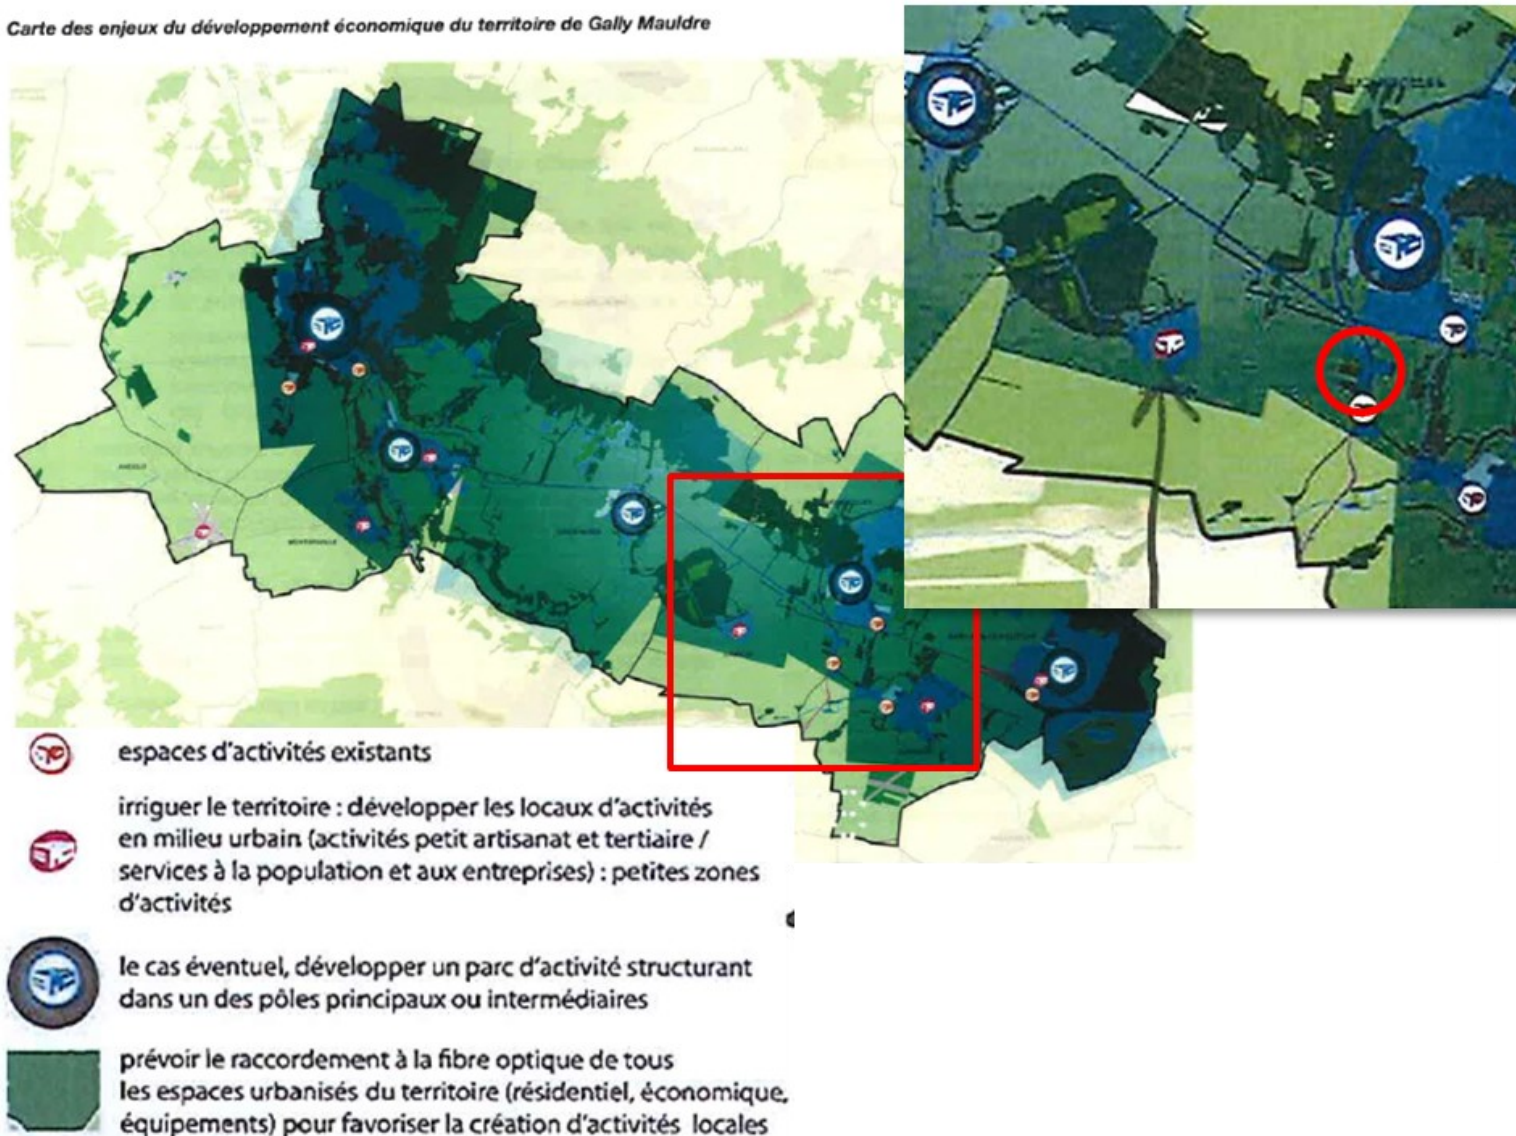 Carte des enjeux du développement économique du territoire de Gally Mauldre
espaces d'activités existants
irriguer le territoire : développer les locaux d'activités
en milieu urbain (activités petit artisanat et tertiaire /
services à la population et aux entreprises) : petites zones
d'activités
le cas éventuel, développer un parc d'activité structurant
dans un des pôles principaux ou intermédiaires
prévoir le raccordement à la fibre optique de tous
les espaces urbanisés du territoire (résidentiel, économique,
équipements) pour favoriser la création d'activités locales